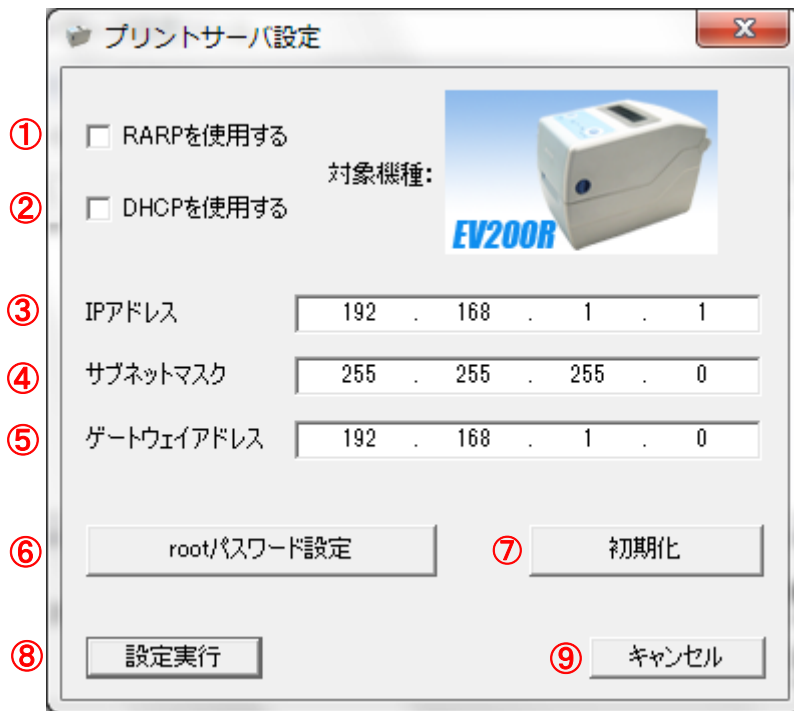 プリントサーバ設定
① RARPを使用する
対象機種:
② DHCPを使用する
EV200R
③ IPアドレス 192 . 168 . 1 . 1
④ サブネットマスク 255 . 255 . 255 . 0
⑤ ゲートウェイアドレス 192 . 168 . 1 . 0
⑥ rootパスワード設定 ⑦ 初期化
⑧ 設定実行 ⑨ キャンセル